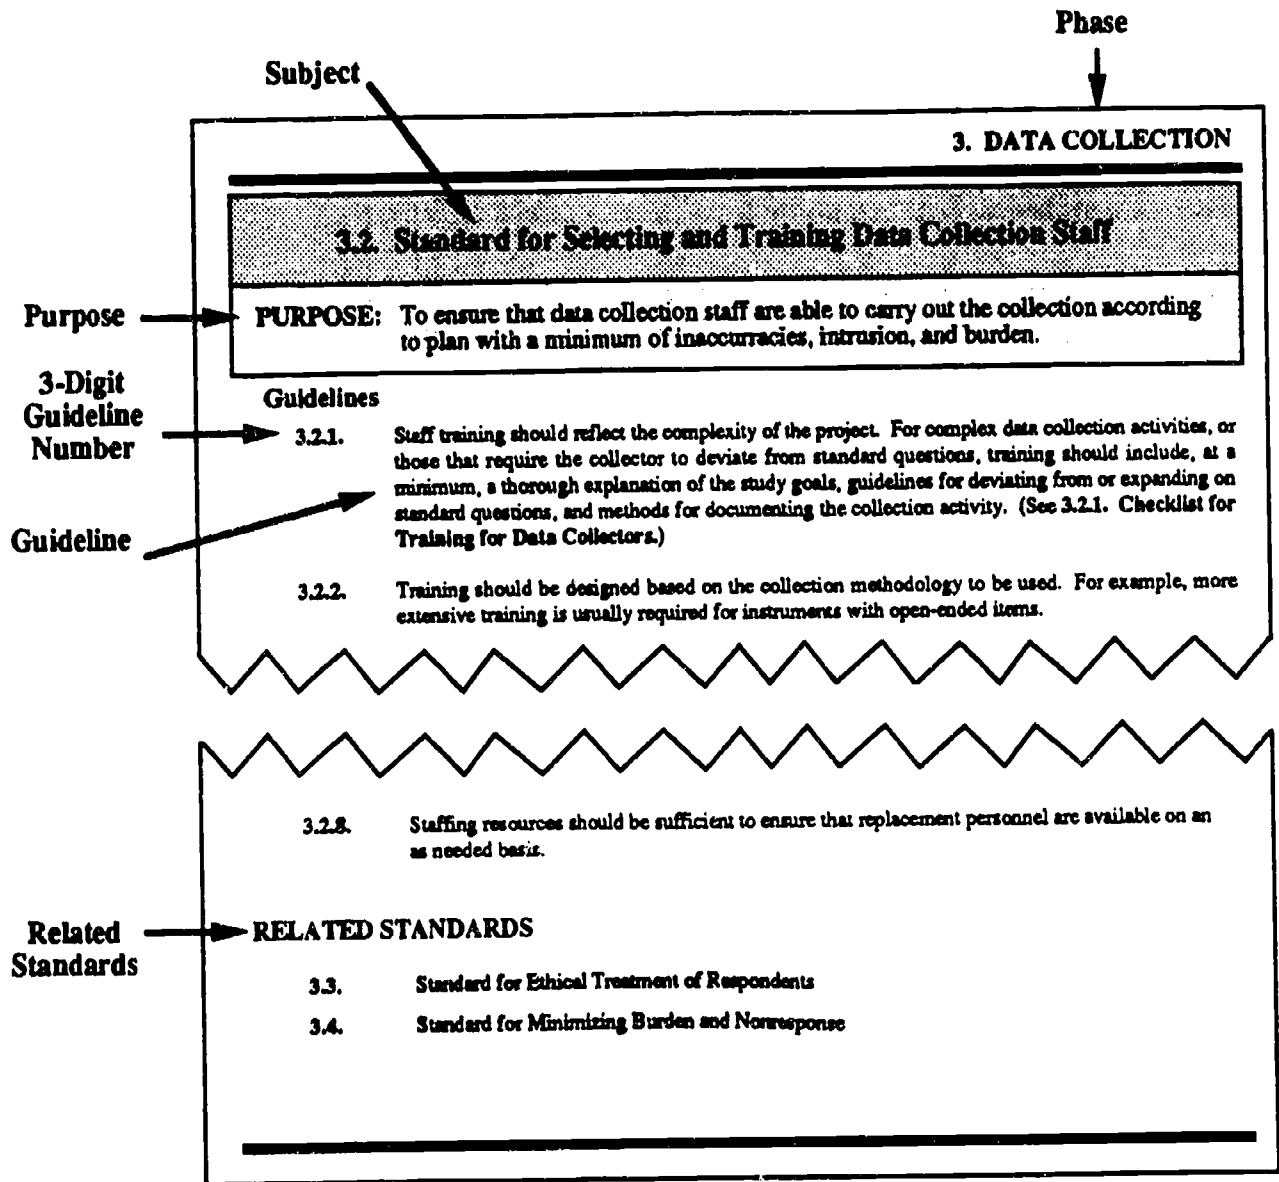 Phase
Subject
3. DATA COLLECTION
3.2. Standard for Selecting and Training Data Collection Staff
Purpose
PURPOSE: To ensure that data collection staff are able to carry out the collection according
to plan with a minimum of inaccurracies, intrusion, and burden.
3-Digit
Guideline
Number
Guidelines
3.2.1. Staff training should reflect the complexity of the project. For complex data collection activities, or
those that require the collector to deviate from standard questions, training should include, at a
minimum, a thorough explanation of the study goals, guidelines for deviating from or expanding on
standard questions, and methods for documenting the collection activity. (See 3.2.1. Checklist for
Training for Data Collectors.)
Guideline
3.2.2. Training should be designed based on the collection methodology to be used. For example, more
extensive training is usually required for instruments with open-ended items.
3.2.8. Staffing resources should be sufficient to ensure that replacement personnel are available on an
as needed basis.
Related
Standards
RELATED STANDARDS
3.3. Standard for Ethical Treatment of Respondents
3.4. Standard for Minimizing Burden and Nonresponse